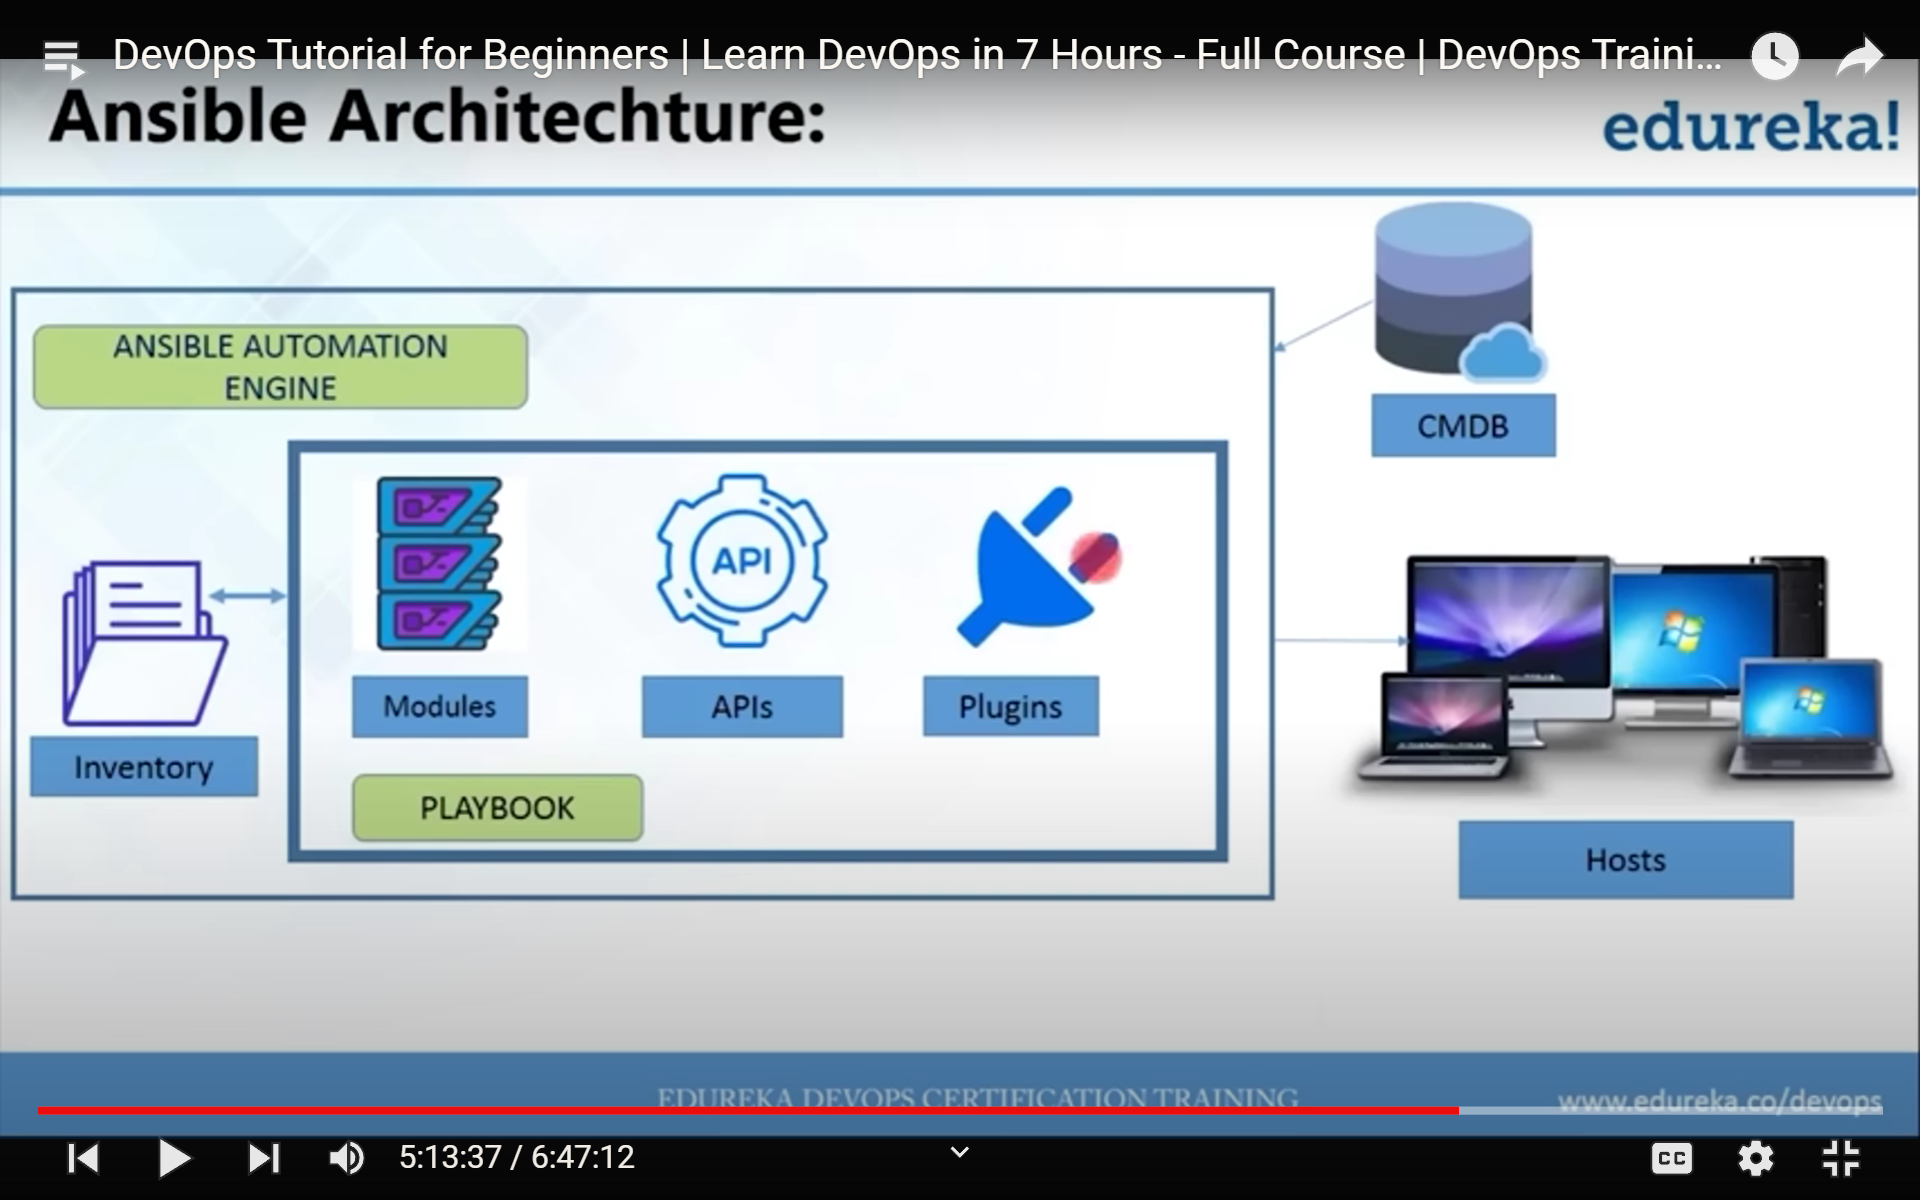 DevOps Tutorial for Beginners | Learn DevOps in 7 Hours - Full Course | DevOps Traini...
Ansible Architechture:
edureka!
ANSIBLE AUTOMATION
ENGINE
CMDB
API
Modules
APIs
Plugins
Inventory
PLAYBOOK
Hosts
EDUREKA DEVOPS CERTIFICATION TRAINING
www.edureka.co/devops
5:13:37 / 6:47:12
CC